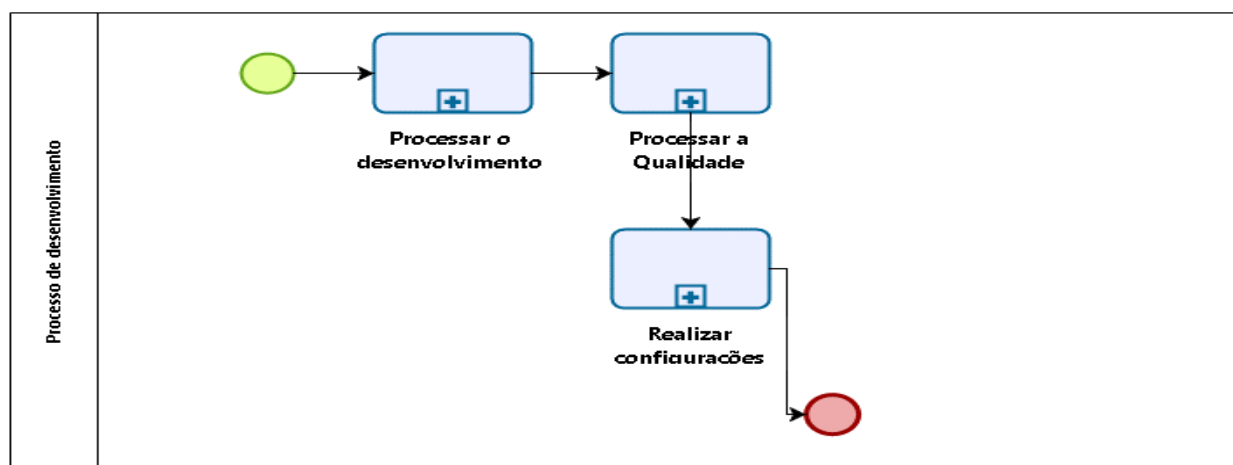 Processo de desenvolvimento
Processar o
desenvolvimento
Processar a
Qualidade
Realizar
configurações